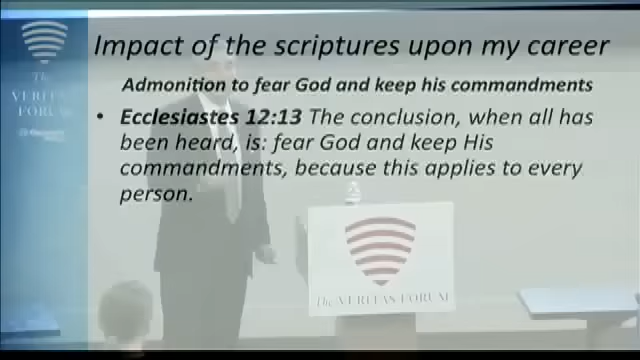 Impact of the scriptures upon my career
Admonition to fear God and keep his commandments
• Ecclesiastes 12:13 The conclusion, when all has
been heard, is: fear God and keep His
commandments, because this applies to every
person.
The
VERITAS
FORUM
The VERITAS FORUM